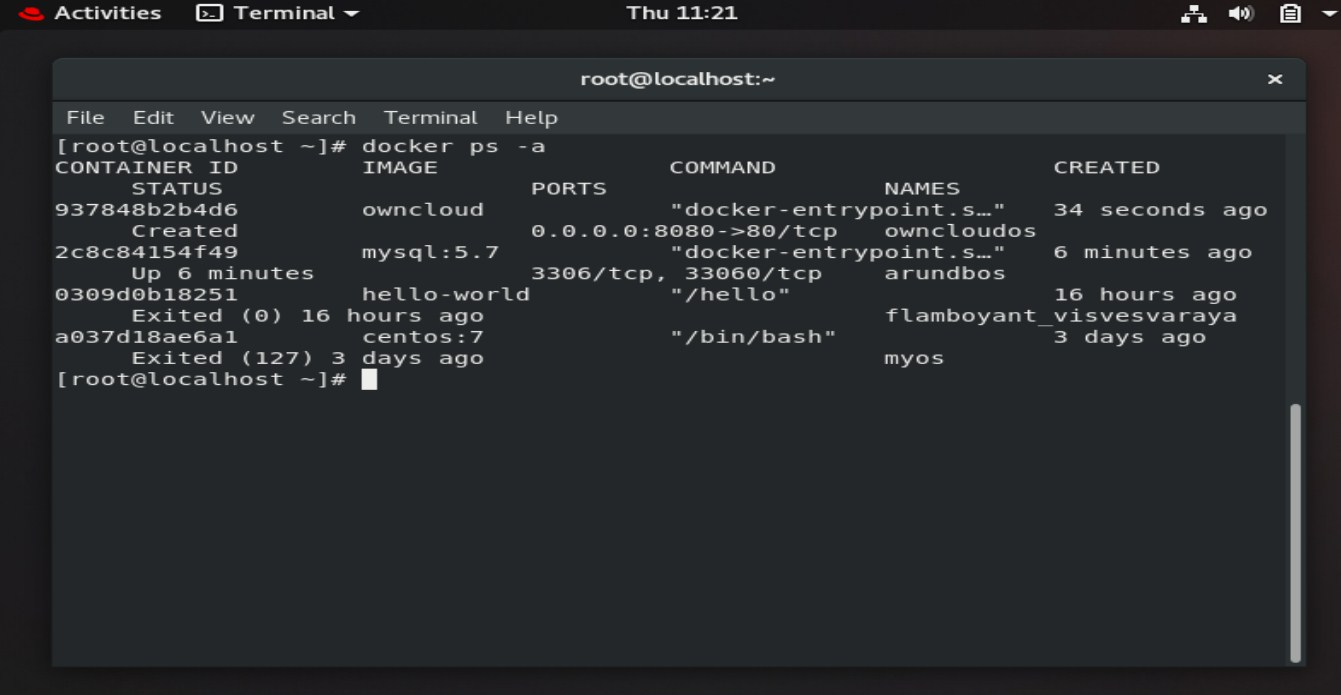 Activities Terminal Thu 11:21
root@localhost:~ ×
File Edit View Search Terminal Help
[root@localhost ~]# docker ps -a
CONTAINER ID IMAGE COMMAND CREATED
STATUS PORTS NAMES
937848b2b4d6 owncloud "docker-entrypoint.s…" 34 seconds ago
Created 0.0.0.0:8080->80/tcp owncloudos
2c8c84154f49 mysql:5.7 "docker-entrypoint.s…" 6 minutes ago
Up 6 minutes 3306/tcp, 33060/tcp arundbos
0309d0b18251 hello-world "/hello" 16 hours ago
Exited (0) 16 hours ago flamboyant_visvesvaraya
a037d18ae6a1 centos:7 "/bin/bash" 3 days ago
Exited (127) 3 days ago myos
[root@localhost ~]#